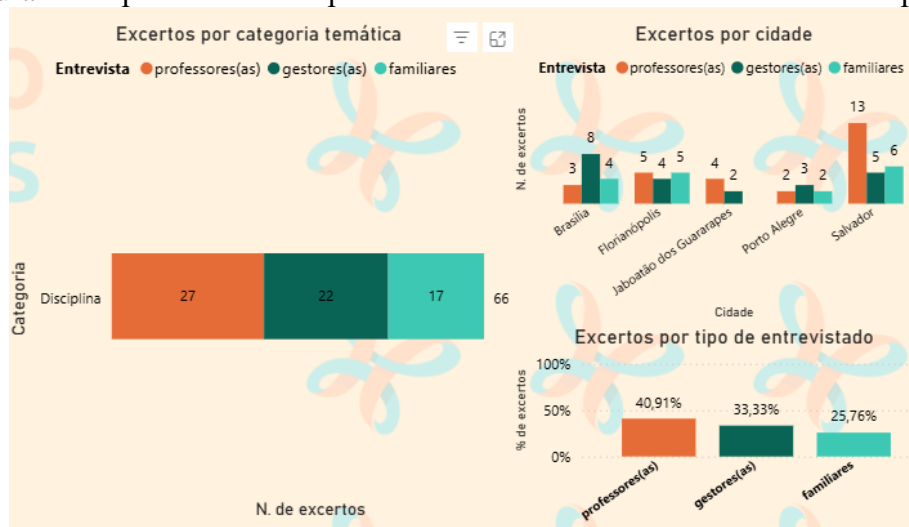 Excertos por categoria temática
Entrevista professores(as) gestores(as) familiares
Categoria
Disciplina
27
22
17
66
N. de excertos
Excertos por cidade
Entrevista professores(as) gestores(as) familiares
N. de excertos
3 8 4
5 4 5
4 2
2 3 2
13 5 6
Brasília
Florianópolis
Jaboatão dos Guararapes
Porto Alegre
Salvador
Cidade
Excertos por tipo de entrevistado
% de excertos
100%
50%
0%
40,91%
33,33%
25,76%
professores(as)
gestores(as)
familiares